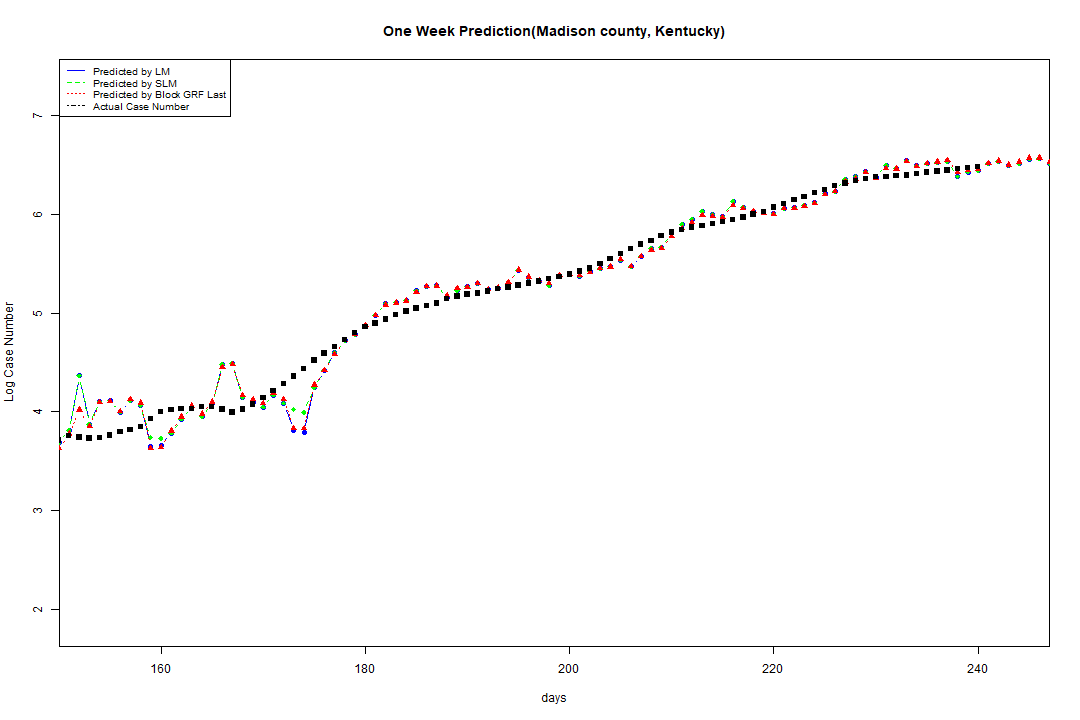 One Week Prediction(Madison county, Kentucky)
Predicted by LM
Predicted by SLM
Predicted by Block GRF Last
Actual Case Number
7
6
5
4
3
2
Log Case Number
160 180 200 220 240
days